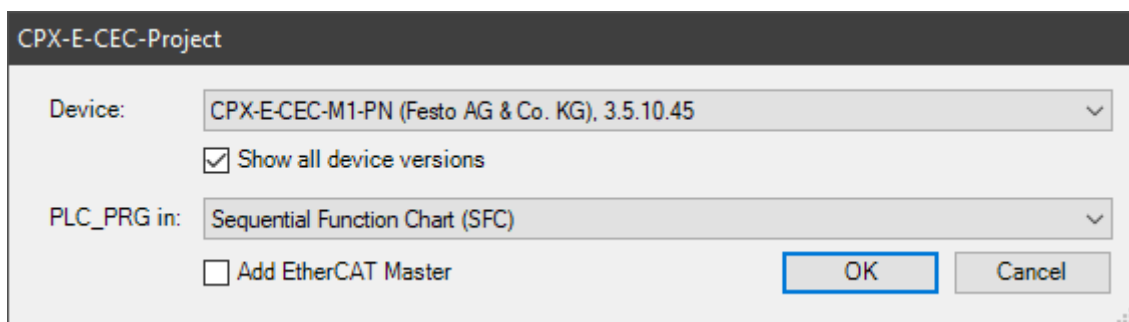 CPX-E-CEC-Project
Device: CPX-E-CEC-M1-PN (Festo AG & Co. KG), 3.5.10.45
Show all device versions
PLC_PRG in: Sequential Function Chart (SFC)
Add EtherCAT Master OK Cancel